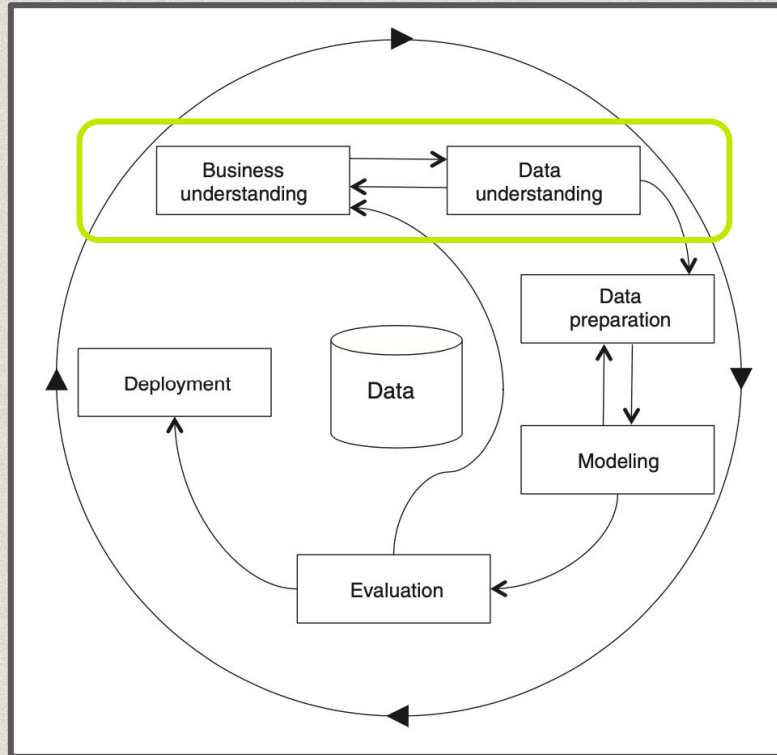 Business
understanding
Data
understanding
Data
preparation
Deployment
Data
Modeling
Evaluation